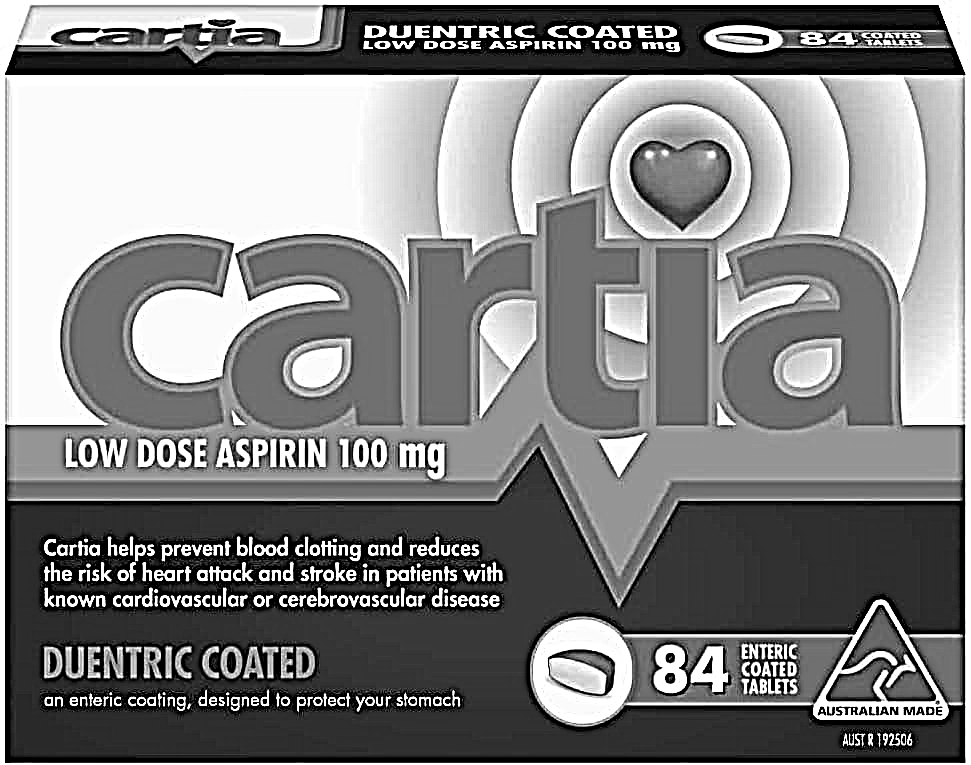 cartia
DUENTRIC COATED
LOW DOSE ASPIRIN 100 mg
84 COATED
TABLETS
cartia
LOW DOSE ASPIRIN 100 mg
Cartia helps prevent blood clotting and reduces
the risk of heart attack and stroke in patients with
known cardiovascular or cerebrovascular disease
DUENTRIC COATED
an enteric coating, designed to protect your stomach
84 ENTERIC
COATED
TABLETS
AUSTRALIAN MADE
AUST R 192506